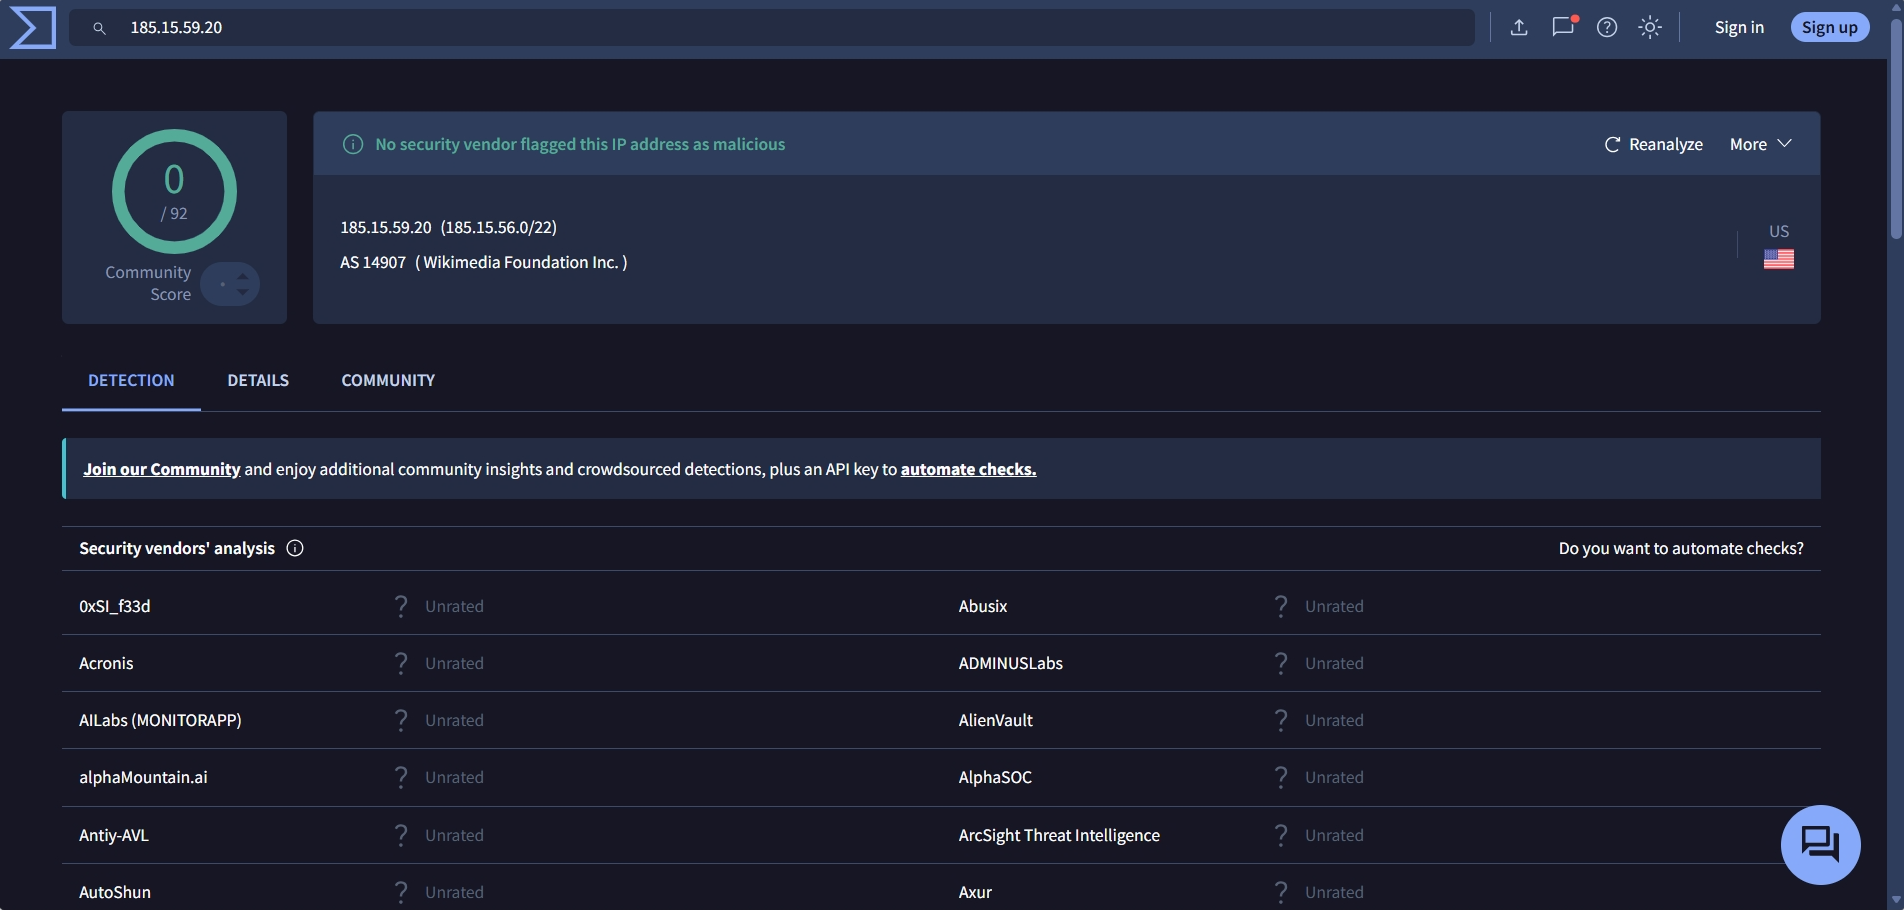 185.15.59.20
Sign in
Sign up
0
/ 92
Community
Score
No security vendor flagged this IP address as malicious
Reanalyze
More
185.15.59.20 (185.15.56.0/22)
AS 14907 ( Wikimedia Foundation Inc. )
US
DETECTION
DETAILS
COMMUNITY
Join our Community and enjoy additional community insights and crowdsourced detections, plus an API key to automate checks.
Security vendors' analysis
Do you want to automate checks?
0xSI_f33d
Unrated
Abusix
Unrated
Acronis
Unrated
ADMINUSLabs
Unrated
AILabs (MONITORAPP)
Unrated
AlienVault
Unrated
alphaMountain.ai
Unrated
AlphaSOC
Unrated
Antiy-AVL
Unrated
ArcSight Threat Intelligence
Unrated
AutoShun
Unrated
Axur
Unrated